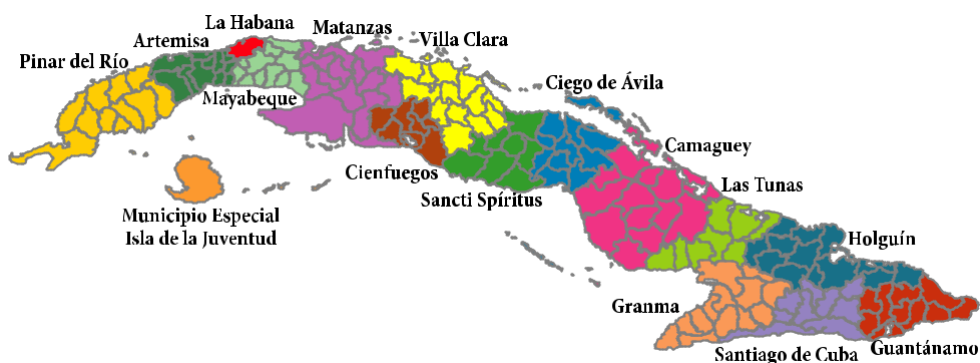 La Habana
Matanzas
Artemisa
Villa Clara
Pinar del Río
Ciego de Ávila
Mayabeque
Camaguey
Cienfuegos
Las Tunas
Sancti Spíritus
Municipio Especial
Isla de la Juventud
Holguín
Granma
Santiago de Cuba
Guantánamo